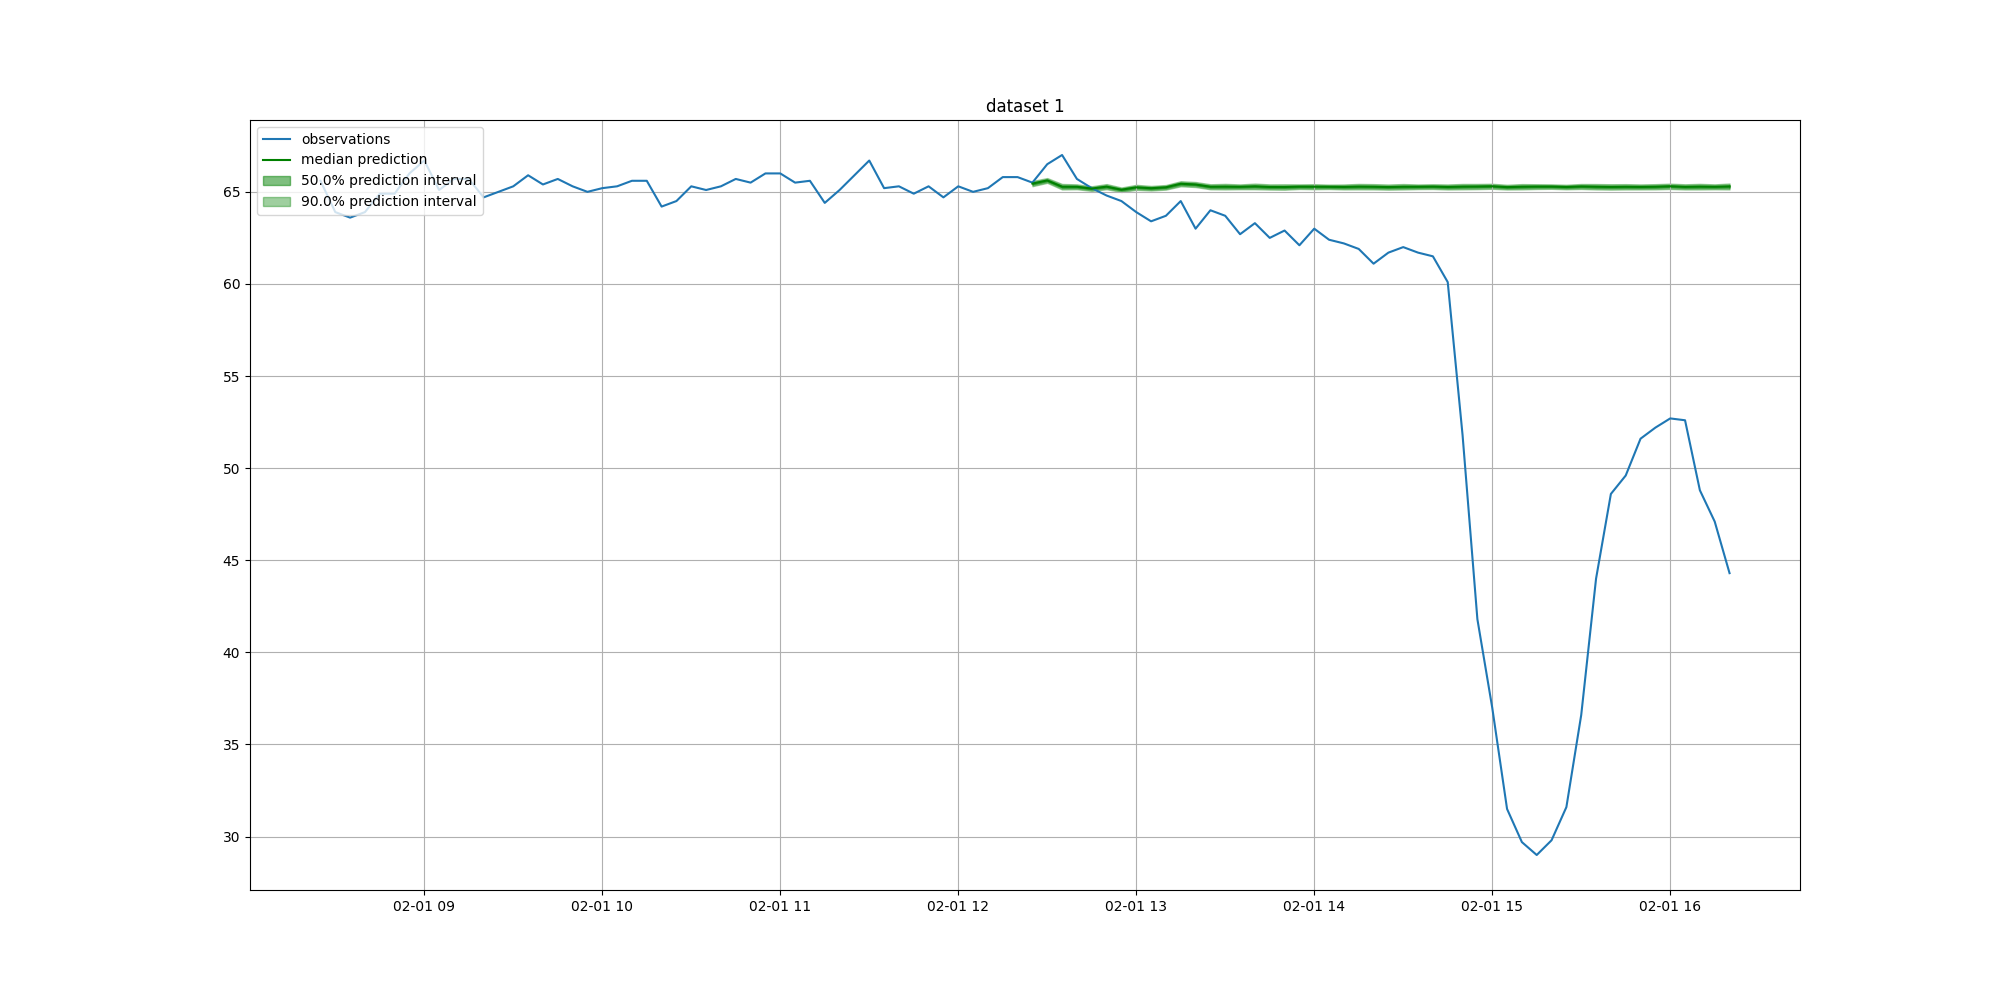 dataset 1
observations
median prediction
50.0% prediction interval
90.0% prediction interval
65
60
55
50
45
40
35
30
02-01 09 02-01 10 02-01 11 02-01 12 02-01 13 02-01 14 02-01 15 02-01 16